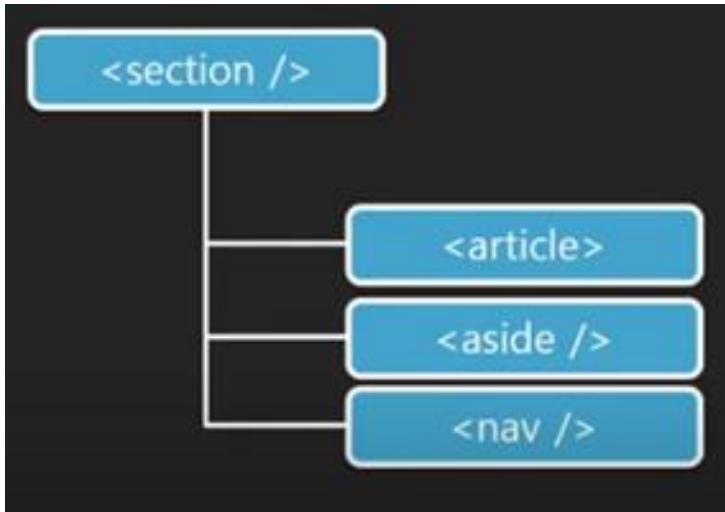 <section />
<article>
<aside />
<nav />